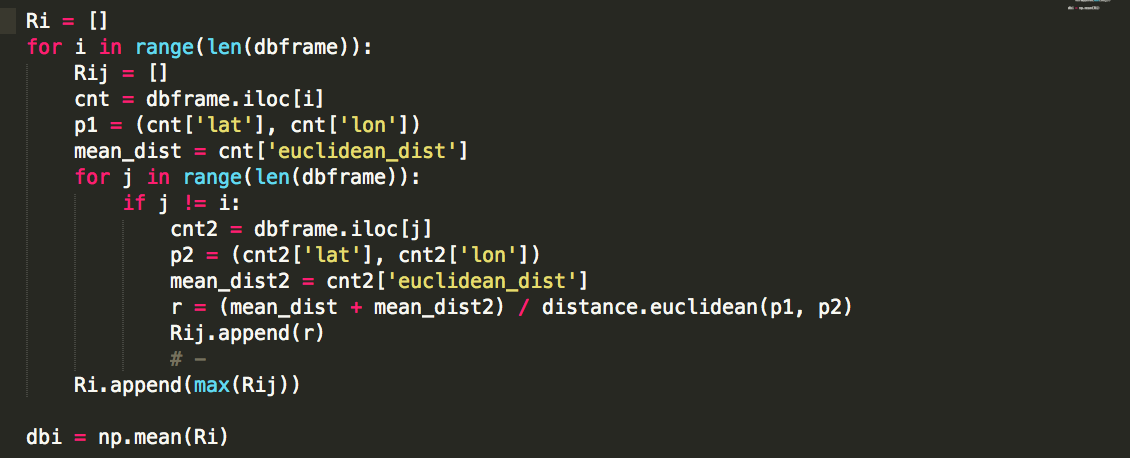 Ri = []
for i in range(len(dbframe)):
    Rij = []
    cnt = dbframe.iloc[i]
    p1 = (cnt['lat'], cnt['lon'])
    mean_dist = cnt['euclidean_dist']
    for j in range(len(dbframe)):
        if j != i:
            cnt2 = dbframe.iloc[j]
            p2 = (cnt2['lat'], cnt2['lon'])
            mean_dist2 = cnt2['euclidean_dist']
            r = (mean_dist + mean_dist2) / distance.euclidean(p1, p2)
            Rij.append(r)
            # —
    Ri.append(max(Rij))

dbi = np.mean(Ri)